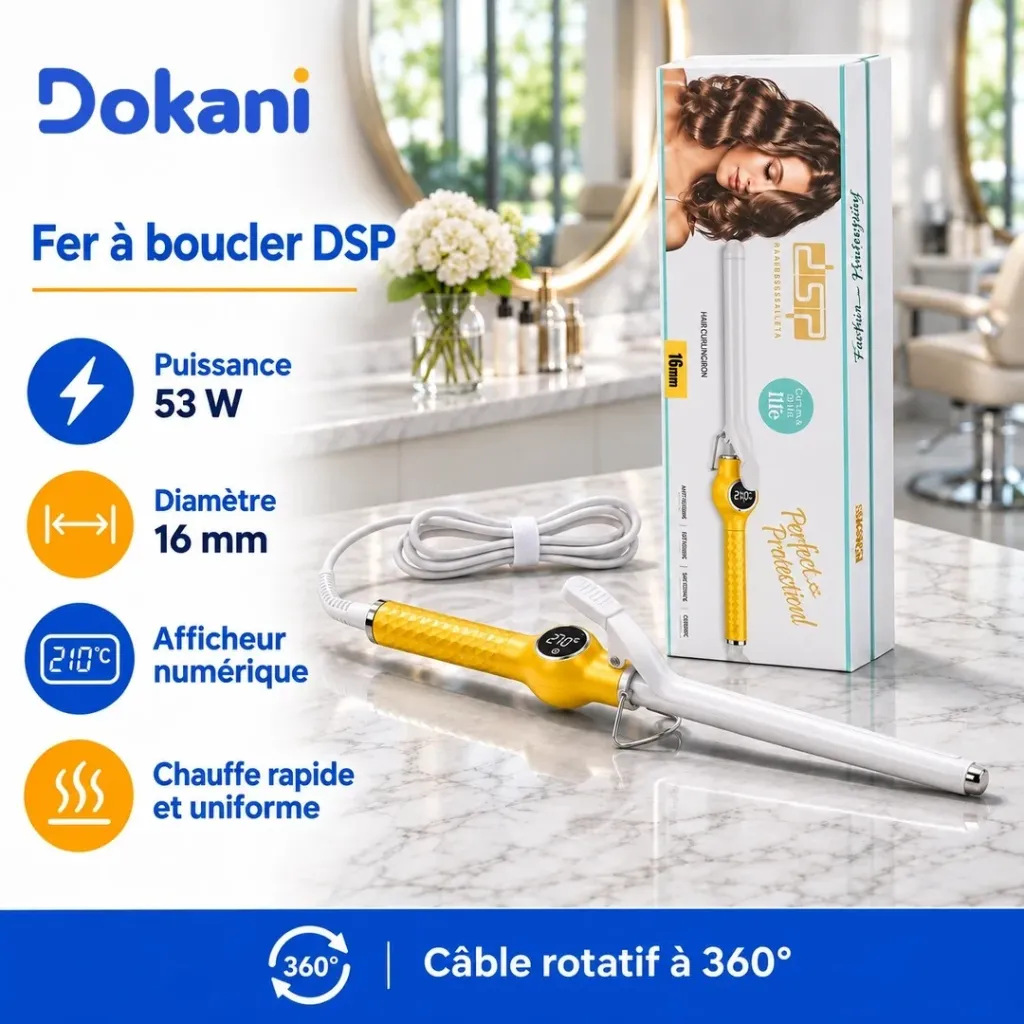 Dokani
Fer à boucler DSP
Puissance
53 W
Diamètre
16 mm
210°C
Afficheur
numérique
Chauffe rapide
et uniforme
360°
Câble rotatif à 360°
dsp
HAIR CURLING IRON
16mm
Perfect &
210°C